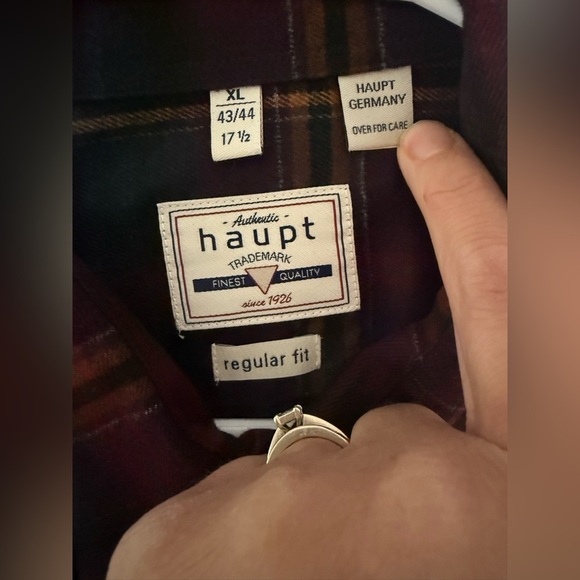 XL
43/44
17 1/2
HAUPT
GERMANY
OVER FOR CARE
- Authentic -
haupt
TRADEMARK
FINEST QUALITY
since 1926
regular fit